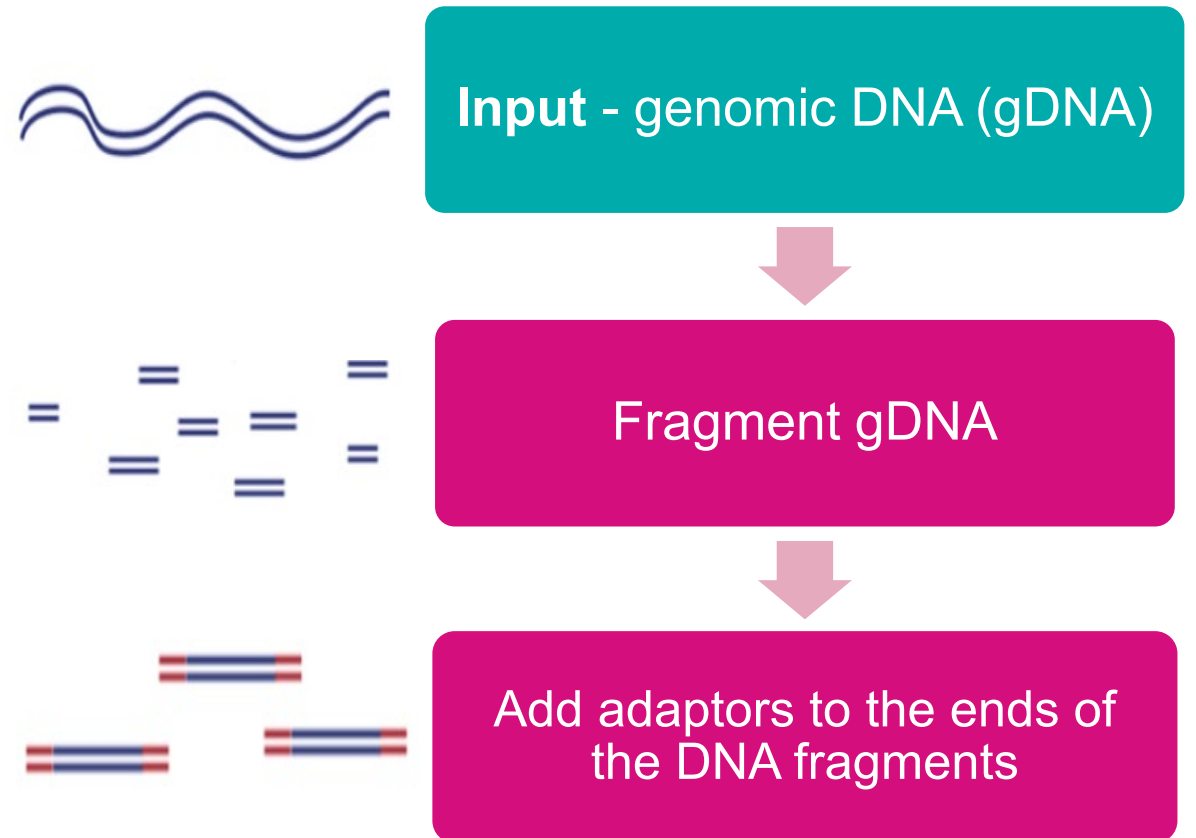 Input - genomic DNA (gDNA)
Fragment gDNA
Add adaptors to the ends of
the DNA fragments